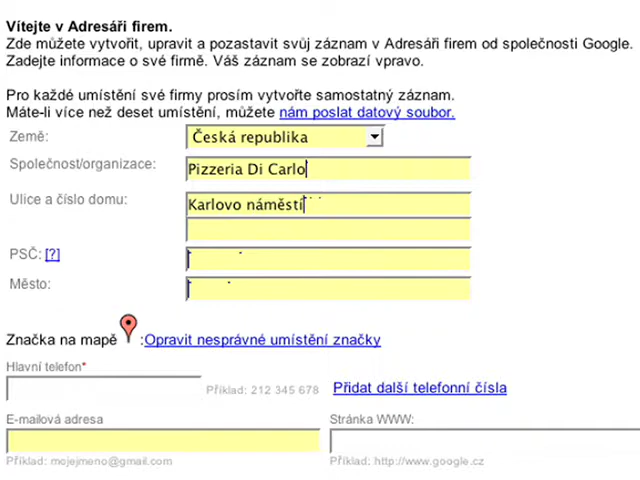 Vítejte v Adresáři firem.
Zde můžete vytvořit, upravit a pozastavit svůj záznam v Adresáři firem od společnosti Google.
Zadejte informace o své firmě. Váš záznam se zobrazí vpravo.
Pro každé umístění své firmy prosím vytvořte samostatný záznam.
Máte-li více než deset umístění, můžete nám poslat datový soubor.
Země: Česká republika
Společnost/organizace: Pizzeria Di Carlo
Ulice a číslo domu: Karlovo náměstí
PSČ: [?]
Město:
Značka na mapě :Opravit nesprávné umístění značky
Hlavní telefon*
Příklad: 212 345 678 Přidat další telefonní čísla
E-mailová adresa Stránka WWW:
Příklad: mojejmeno@gmail.com Příklad: http://www.google.cz